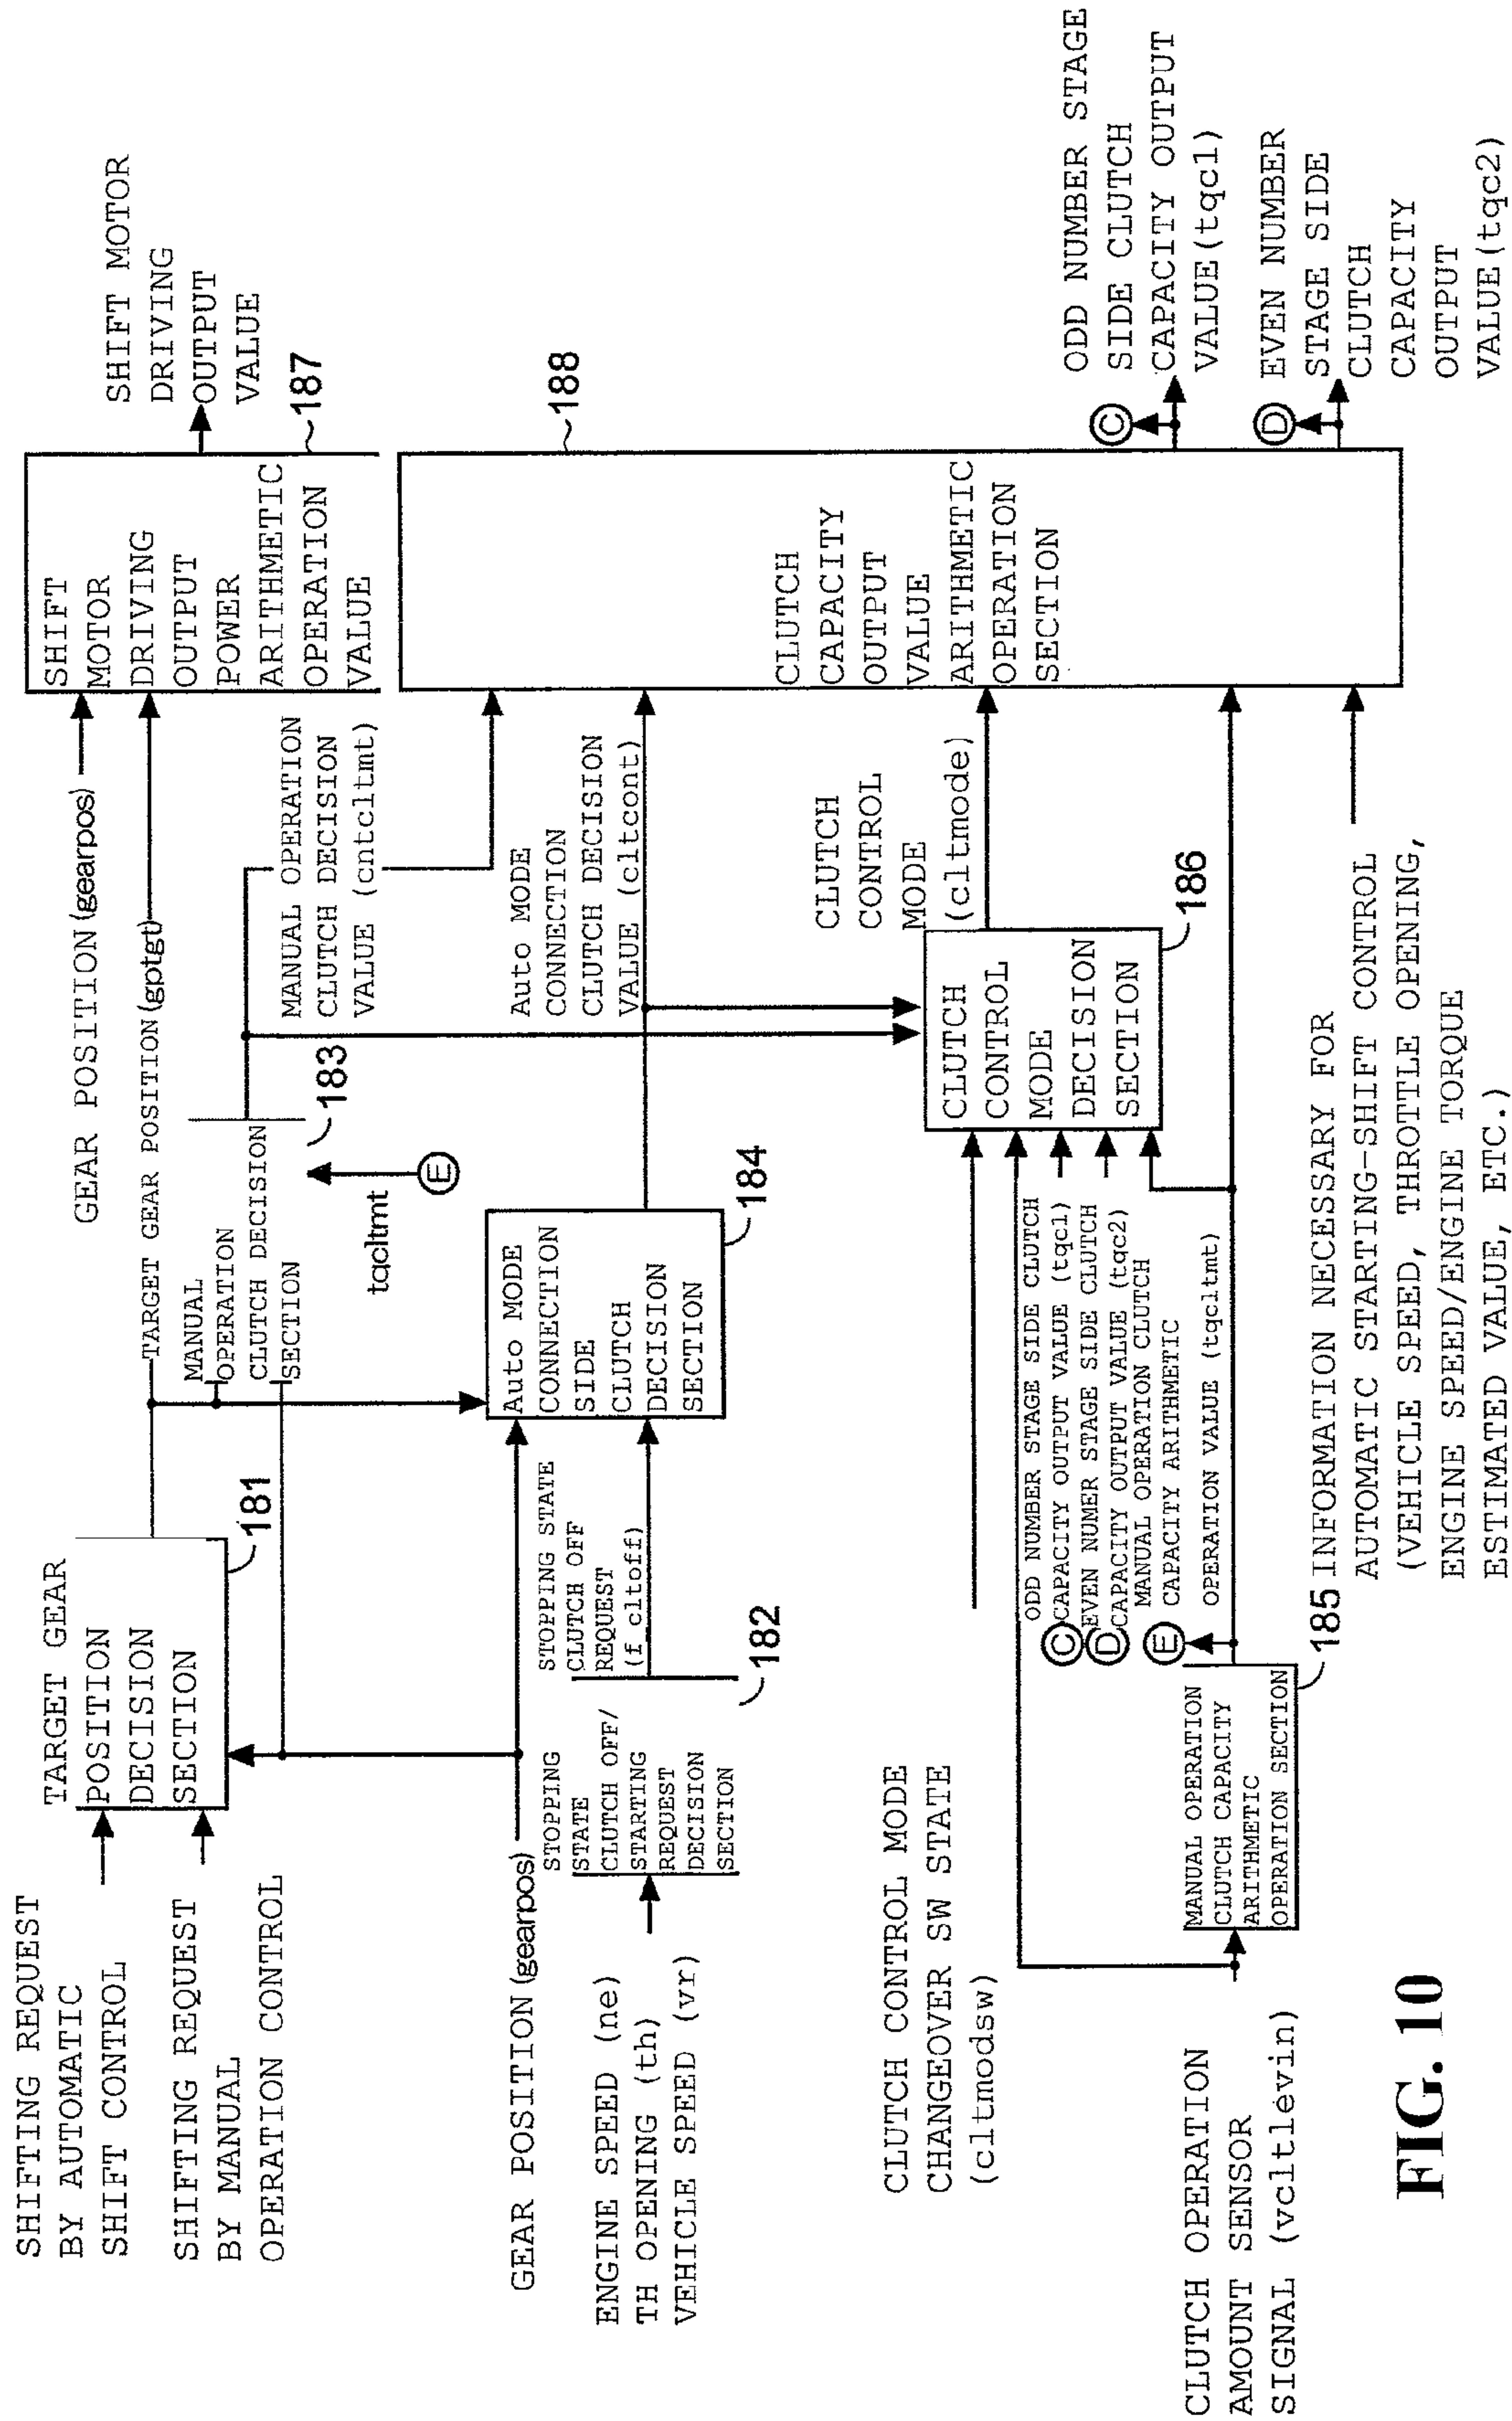 SHIFTING REQUEST
BY AUTOMATIC
SHIFT CONTROL
SHIFTING REQUEST
BY MANUAL
OPERATION CONTROL
TARGET GEAR
POSITION
DECISION
SECTION
181
TARGET GEAR POSITION (gptgt)
GEAR POSITION (gearpos)
SHIFT
MOTOR
DRIVING
OUTPUT
POWER
ARITHMETIC
OPERATION
VALUE
187
SHIFT MOTOR
DRIVING
OUTPUT
VALUE
MANUAL
OPERATION
CLUTCH DECISION
SECTION
183
tqcltmt
E
MANUAL OPERATION
CLUTCH DECISION
VALUE (cntcltmt)
GEAR POSITION (gearpos)
ENGINE SPEED (ne)
TH OPENING (th)
VEHICLE SPEED (vr)
STOPPING
STATE
CLUTCH OFF/
STARTING
REQUEST
DECISION
SECTION
182
STOPPING STATE
CLUTCH OFF
REQUEST
(f cltoff)
Auto MODE
CONNECTION
SIDE
CLUTCH
DECISION
SECTION
184
Auto MODE
CONNECTION
CLUTCH DECISION
VALUE (cltcont)
CLUTCH
CAPACITY
OUTPUT
VALUE
ARITHMETIC
OPERATION
SECTION
188
CLUTCH CONTROL MODE
CHANGEOVER SW STATE
(cltmodsw)
ODD NUMBER STAGE SIDE CLUTCH
C CAPACITY OUTPUT VALUE (tqc1)
EVEN NUMER STAGE SIDE CLUTCH
D CAPACITY OUTPUT VALUE (tqc2)
MANUAL OPERATION CLUTCH
E CAPACITY ARITHMETIC
OPERATION VALUE (tqcltmt)
CLUTCH
CONTROL
MODE
DECISION
SECTION
186
CLUTCH
CONTROL
MODE
(cltmode)
C
ODD NUMBER STAGE
SIDE CLUTCH
CAPACITY OUTPUT
VALUE (tqc1)
D
EVEN NUMBER
STAGE SIDE
CLUTCH
CAPACITY
OUTPUT
VALUE (tqc2)
CLUTCH OPERATION
AMOUNT SENSOR
SIGNAL (vcltlevin)
MANUAL OPERATION
CLUTCH CAPACITY
ARITHMETIC
OPERATION SECTION
185
INFORMATION NECESSARY FOR
AUTOMATIC STARTING-SHIFT CONTROL
(VEHICLE SPEED, THROTTLE OPENING,
ENGINE SPEED/ENGINE TORQUE
ESTIMATED VALUE, ETC.)
FIG. 10